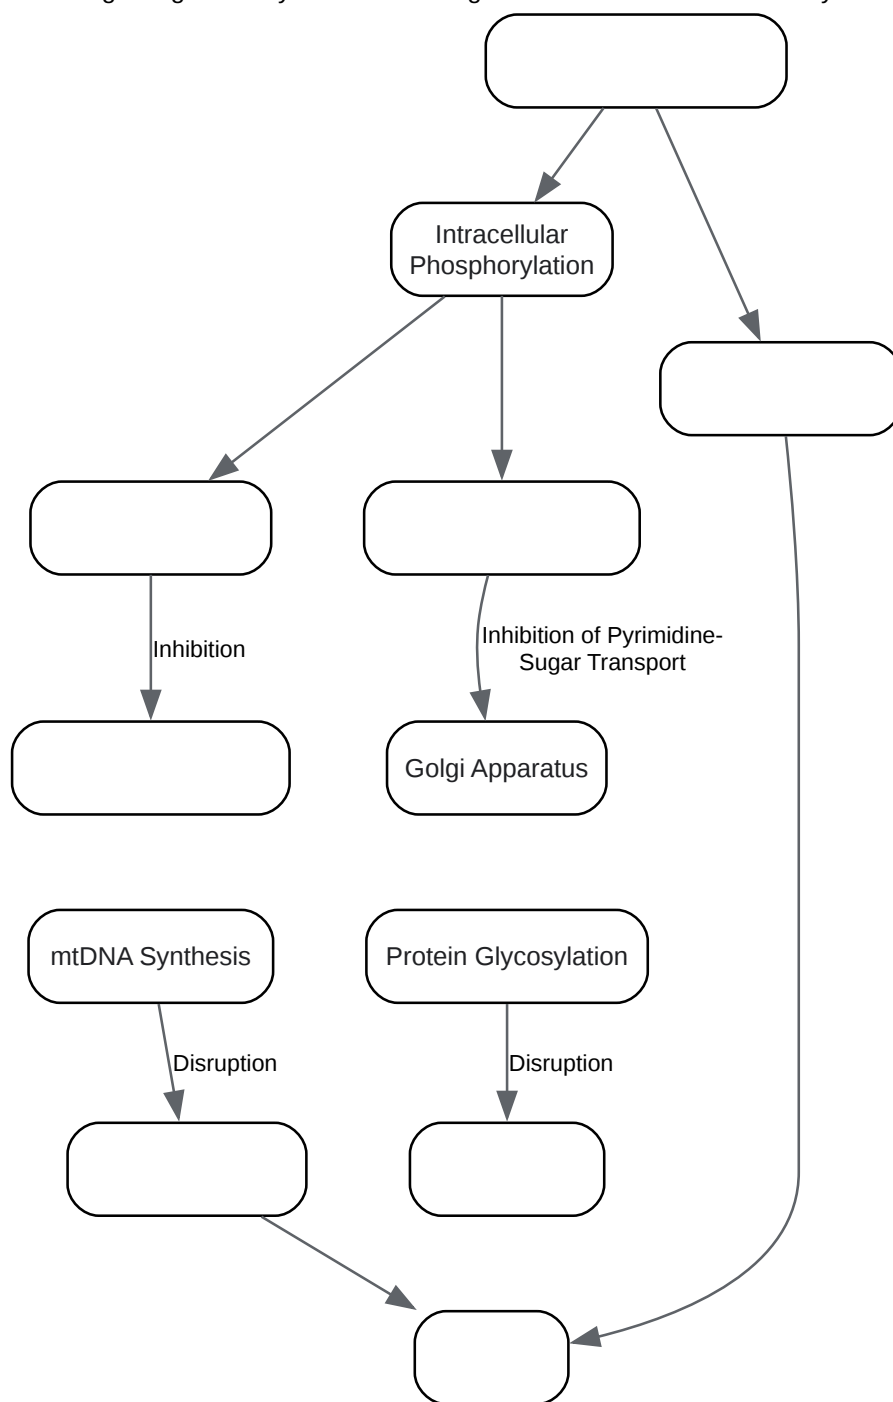 Intracellular
Phosphorylation
Inhibition
Inhibition of Pyrimidine-
Sugar Transport
Golgi Apparatus
mtDNA Synthesis
Protein Glycosylation
Disruption
Disruption